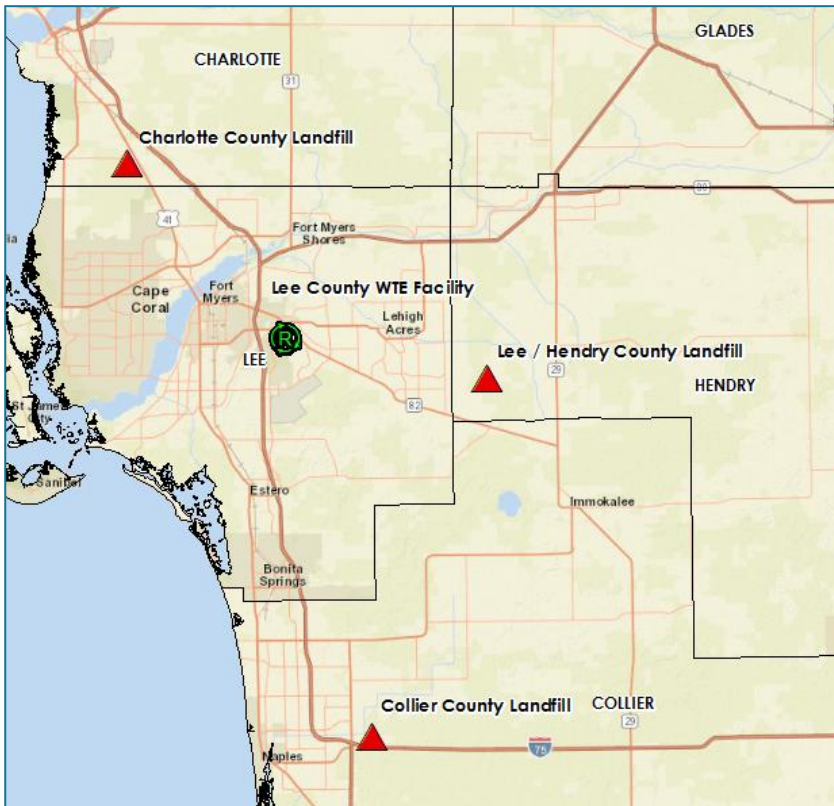 GLADES
CHARLOTTE
31
Charlotte County Landfill
80
41
Fort Myers
Shores
ia
Cape
Coral
Fort
Myers
Lee County WTE Facility
Lehigh
Acres
R
LEE
Lee / Hendry County Landfill
29
HENDRY
82
St James
City
Sanibel
Estero
Immokalee
Bonita
Springs
Collier County Landfill
COLLIER
29
75
Naples